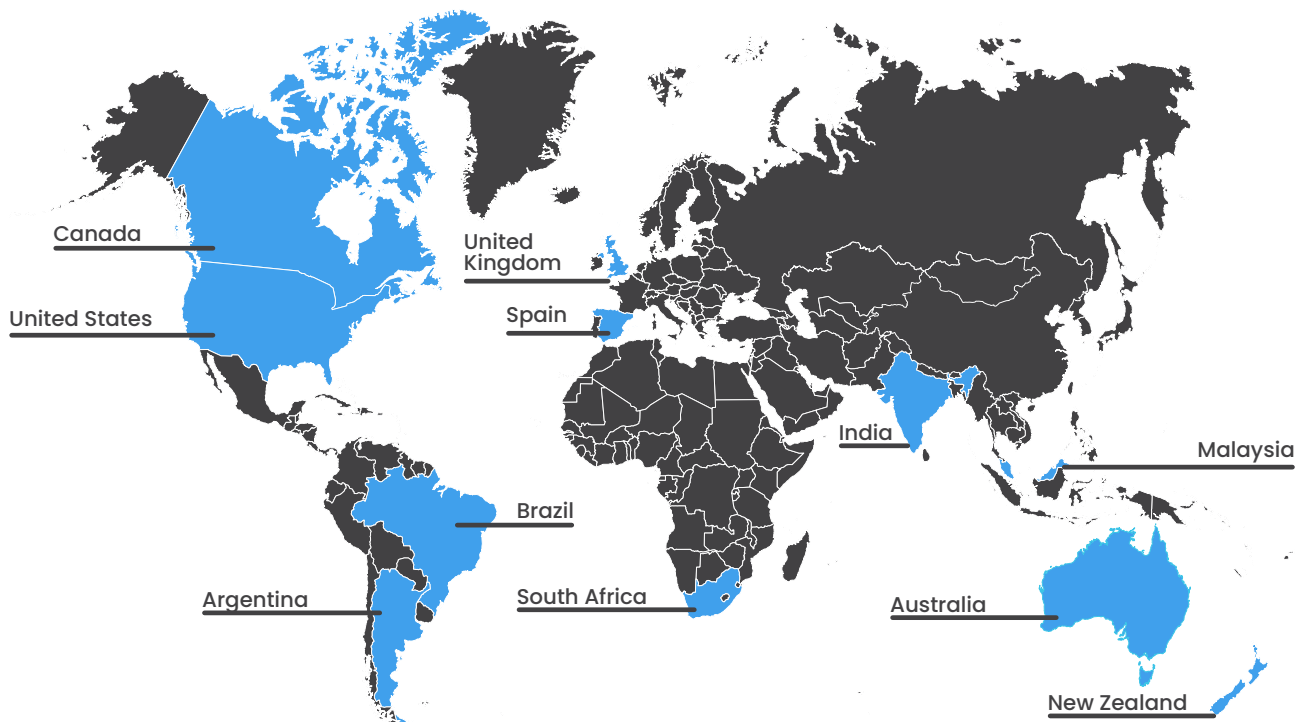 Canada
United
Kingdom
United States
Spain
India
Malaysia
Brazil
Argentina
South Africa
Australia
New Zealand